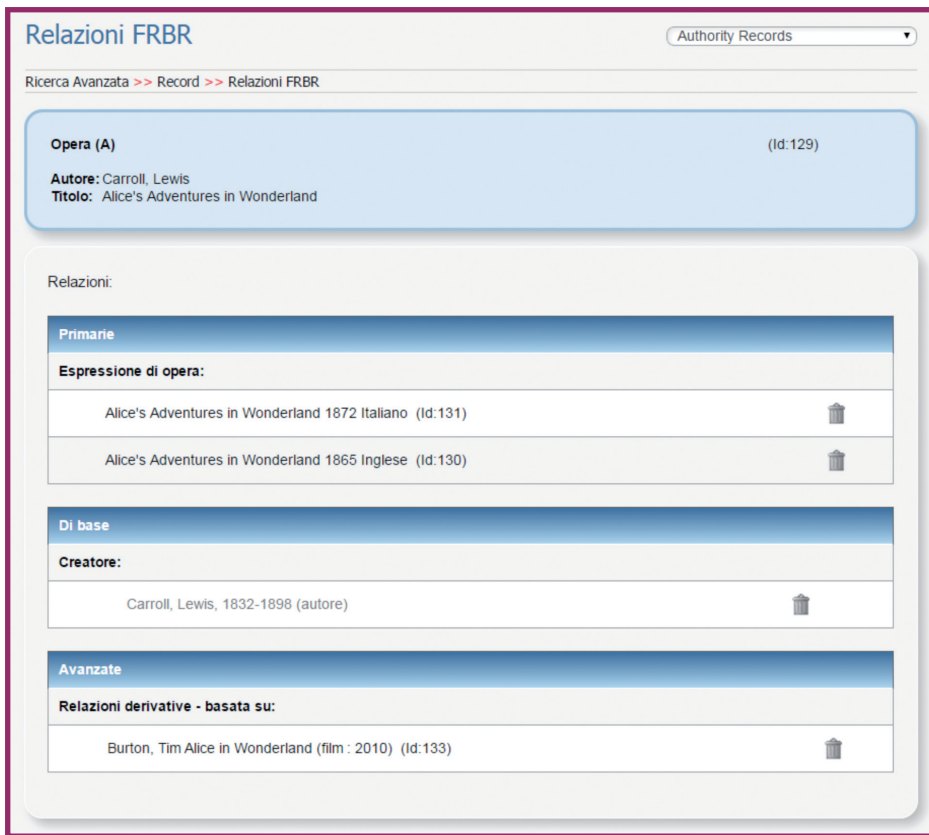 Relazioni FRBR
Authority Records
Ricerca Avanzata >> Record >> Relazioni FRBR
Opera (A)
(Id:129)
Autore: Carroll, Lewis
Titolo: Alice's Adventures in Wonderland
Relazioni:
Primarie
Espressione di opera:
Alice's Adventures in Wonderland 1872 Italiano (Id:131)
Alice's Adventures in Wonderland 1865 Inglese (Id:130)
Di base
Creatore:
Carroll, Lewis, 1832-1898 (autore)
Avanzate
Relazioni derivative - basata su:
Burton, Tim Alice in Wonderland (film : 2010) (Id:133)